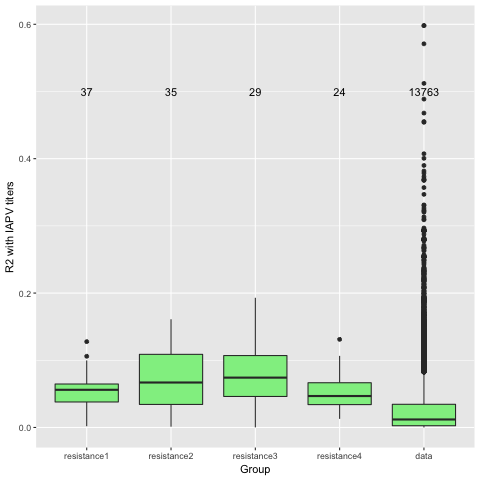 0.6
37 35 29 24 13763
0.4
R2 with IAPV titers
0.2
0.0
resistance1 resistance2 resistance3 resistance4 data
Group